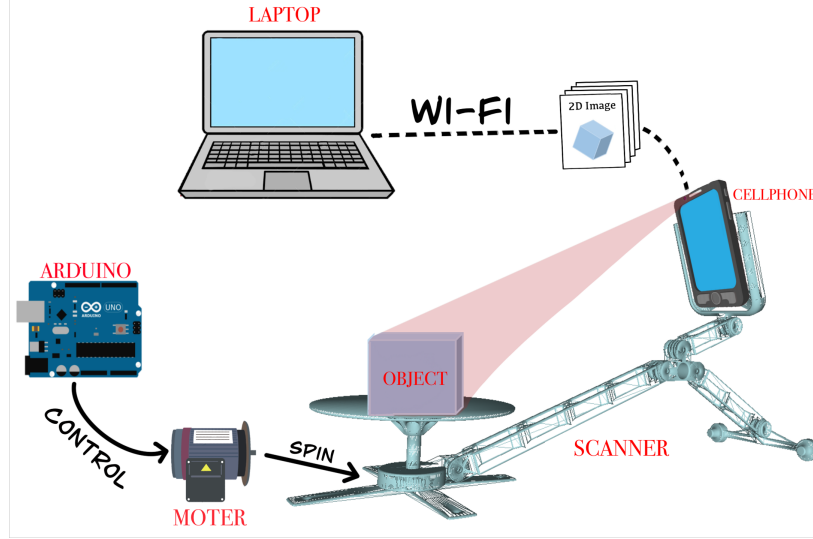 LAPTOP
WI-FI
2D Image
CELLPHONE
ARDUINO
UNO
ARDUINO
OBJECT
CONTROL
SPIN
SCANNER
MOTER